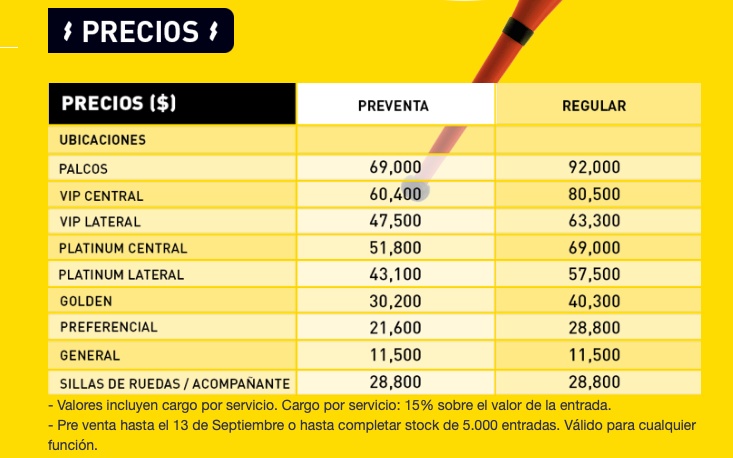 PRECIOS
PRECIOS ($) PREVENTA REGULAR
UBICACIONES
PALCOS 69,000 92,000
VIP CENTRAL 60,400 80,500
VIP LATERAL 47,500 63,300
PLATINUM CENTRAL 51,800 69,000
PLATINUM LATERAL 43,100 57,500
GOLDEN 30,200 40,300
PREFERENCIAL 21,600 28,800
GENERAL 11,500 11,500
SILLAS DE RUEDAS / ACOMPAÑANTE 28,800 28,800
- Valores incluyen cargo por servicio. Cargo por servicio: 15% sobre el valor de la entrada.
- Pre venta hasta el 13 de Septiembre o hasta completar stock de 5.000 entradas. Válido para cualquier
función.